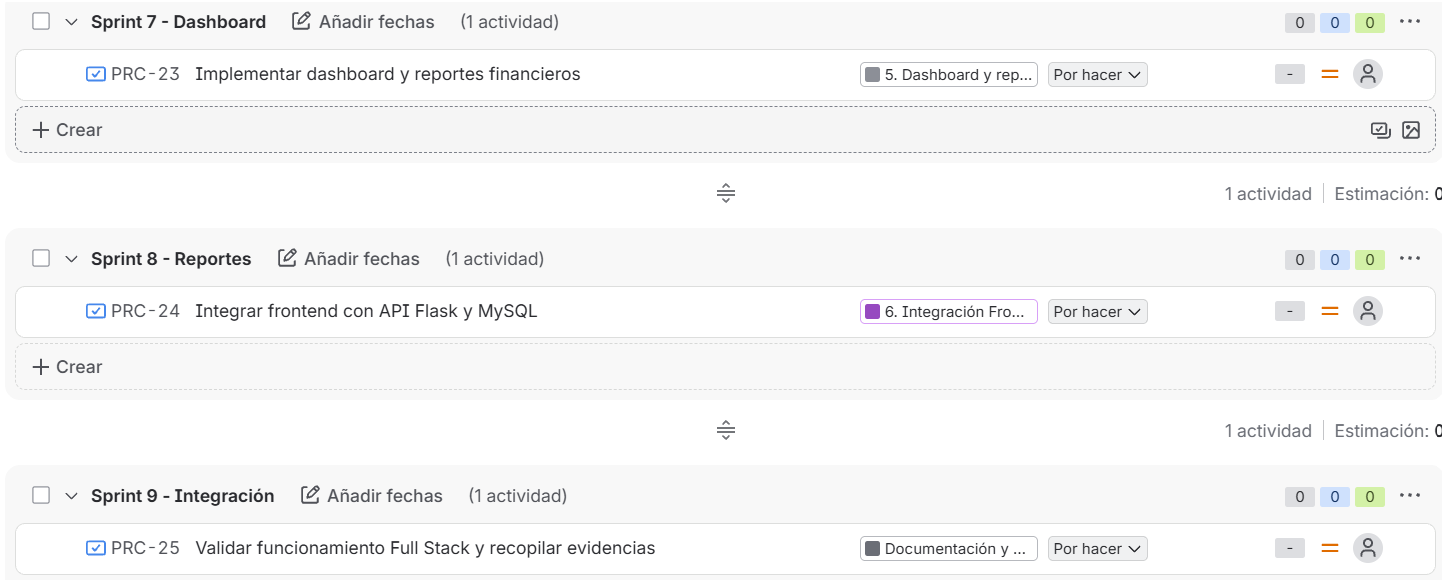 Sprint 7 - Dashboard Añadir fechas (1 actividad) 0 0 0 ...
PRC-23 Implementar dashboard y reportes financieros 5. Dashboard y rep... Por hacer -
+ Crear
1 actividad Estimación: 0
Sprint 8 - Reportes Añadir fechas (1 actividad) 0 0 0 ...
PRC-24 Integrar frontend con API Flask y MySQL 6. Integración Fro... Por hacer -
+ Crear
1 actividad Estimación: 0
Sprint 9 - Integración Añadir fechas (1 actividad) 0 0 0 ...
PRC-25 Validar funcionamiento Full Stack y recopilar evidencias Documentación y ... Por hacer -